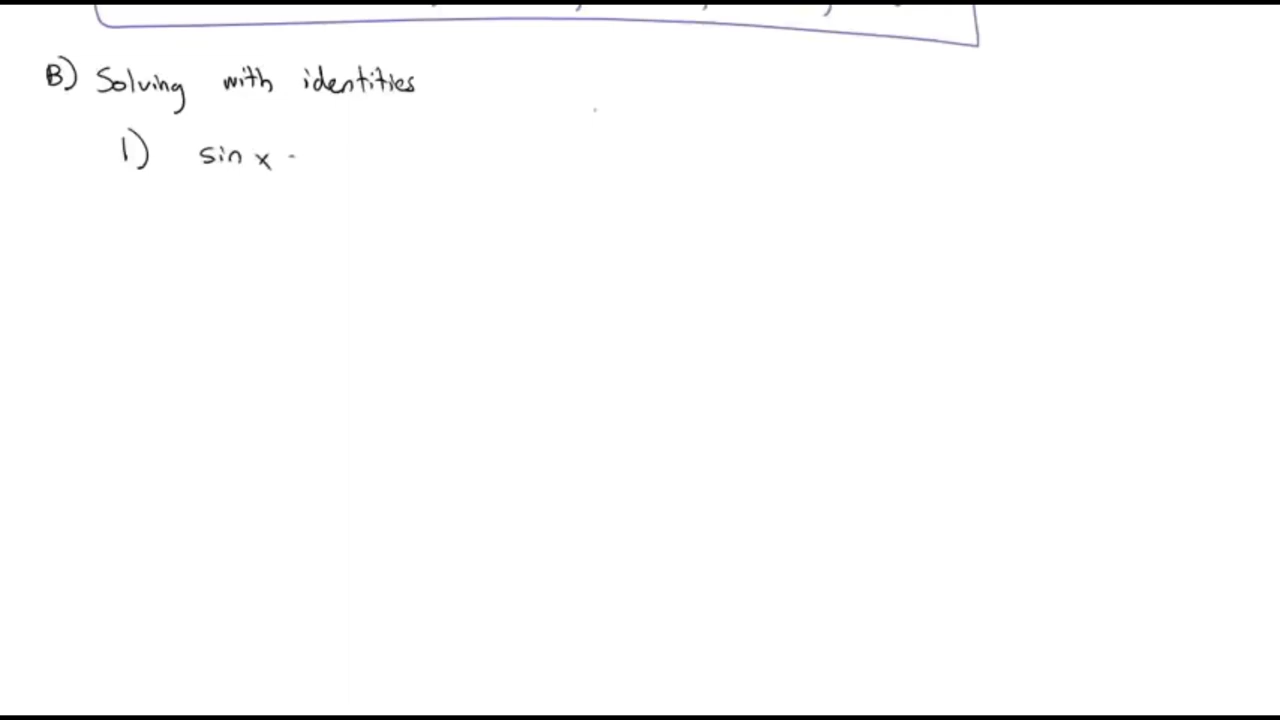 B) Solving with identities
1) sin x -